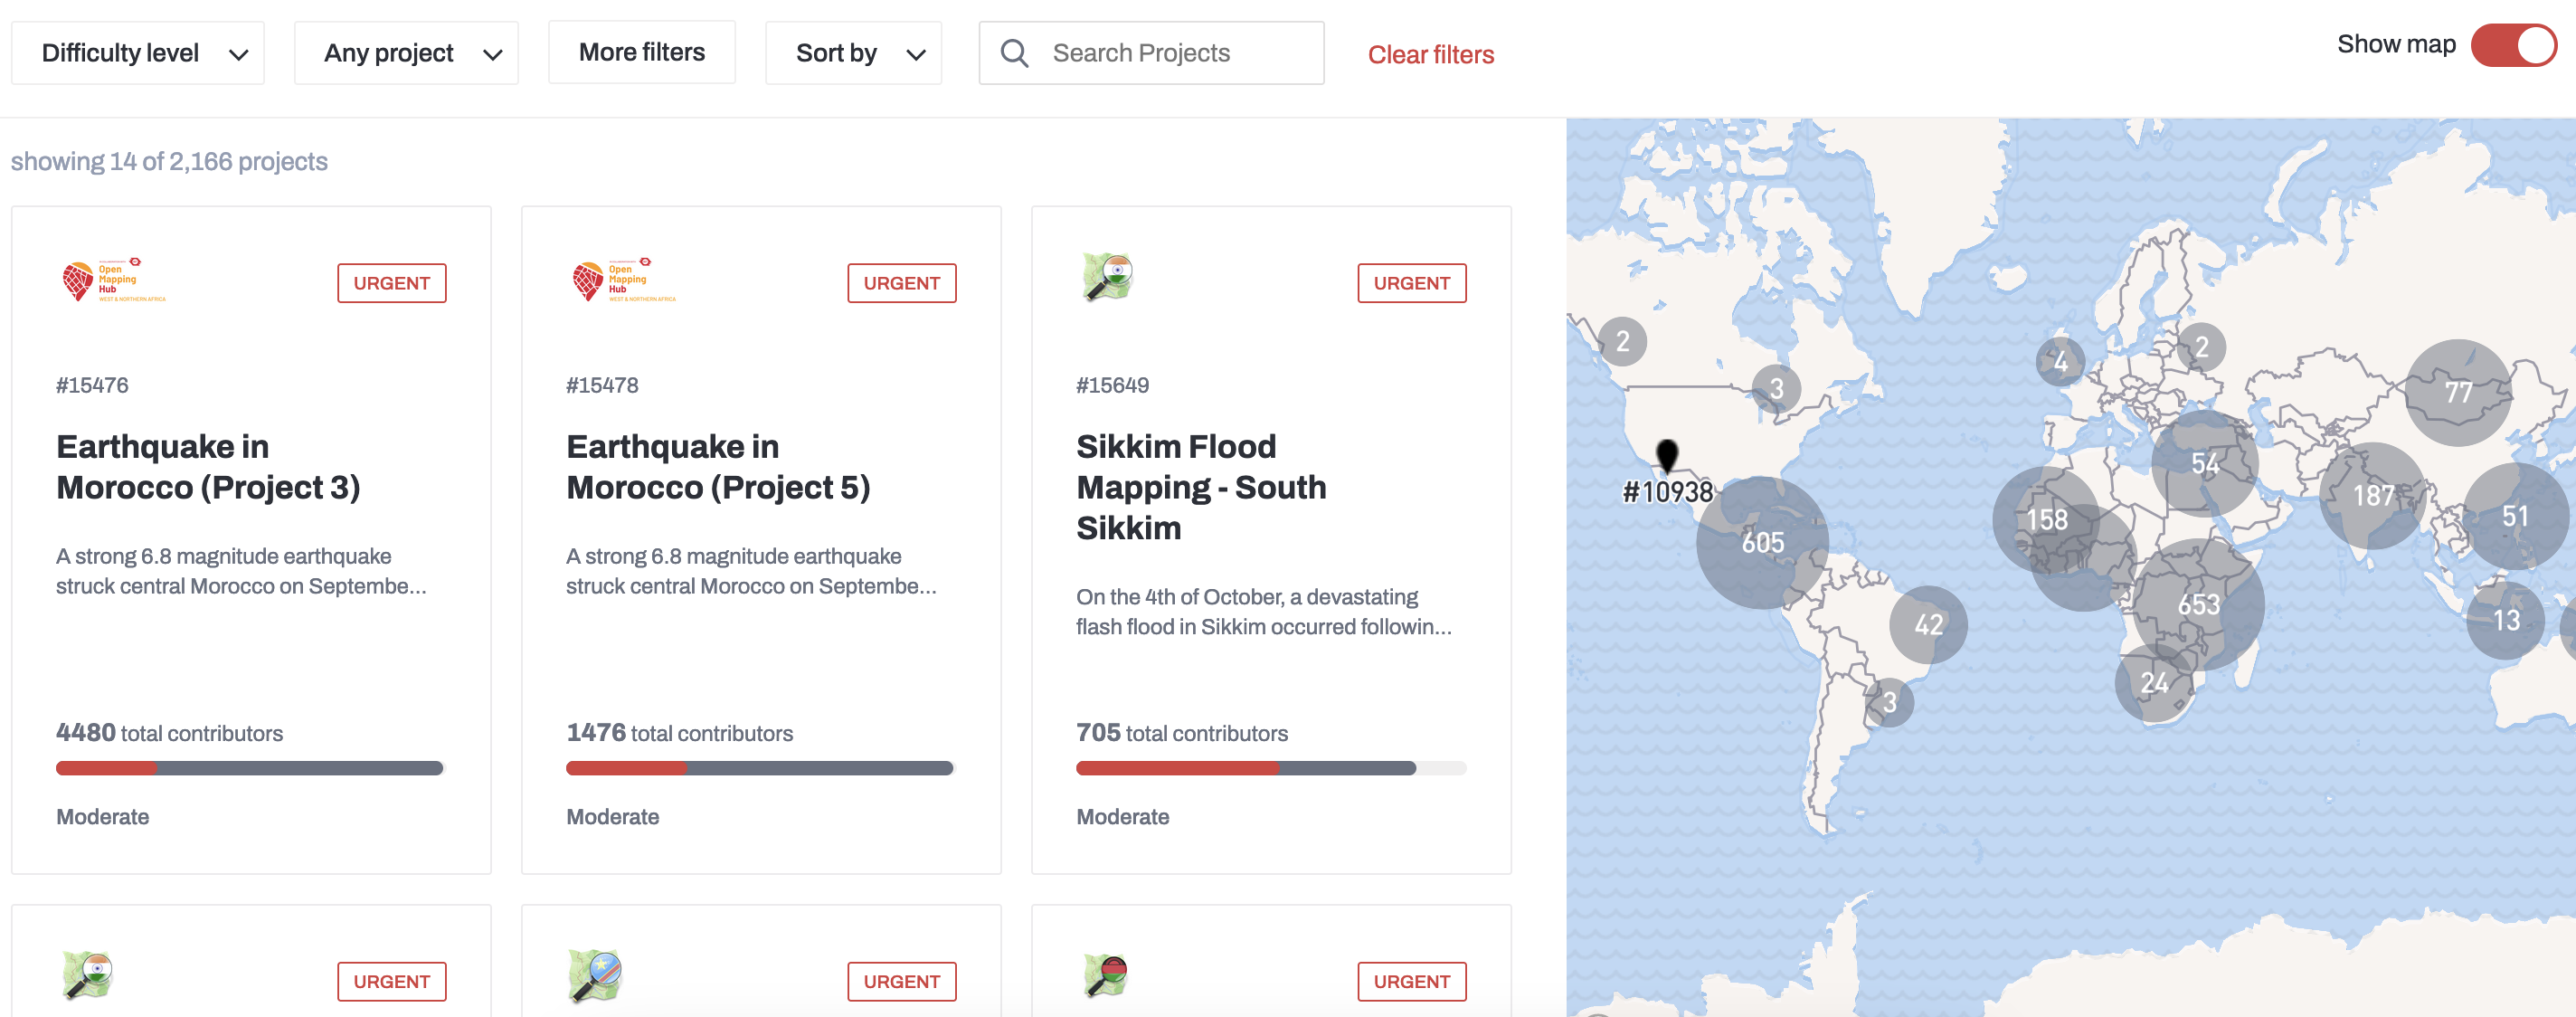 Difficulty level
Any project
More filters
Sort by
Search Projects
Clear filters
Show map
showing 14 of 2,166 projects
Open
Mapping
Hub
WEST & NORTHERN AFRICA
URGENT
#15476
Earthquake in
Morocco (Project 3)
A strong 6.8 magnitude earthquake
struck central Morocco on Septembe...
4480 total contributors
Moderate
Open
Mapping
Hub
WEST & NORTHERN AFRICA
URGENT
#15478
Earthquake in
Morocco (Project 5)
A strong 6.8 magnitude earthquake
struck central Morocco on Septembe...
1476 total contributors
Moderate
URGENT
#15649
Sikkim Flood
Mapping - South
Sikkim
On the 4th of October, a devastating
flash flood in Sikkim occurred followin...
705 total contributors
Moderate
URGENT
URGENT
URGENT
2
3
4
2
77
#10938
54
605
158
187
51
42
653
13
24
3